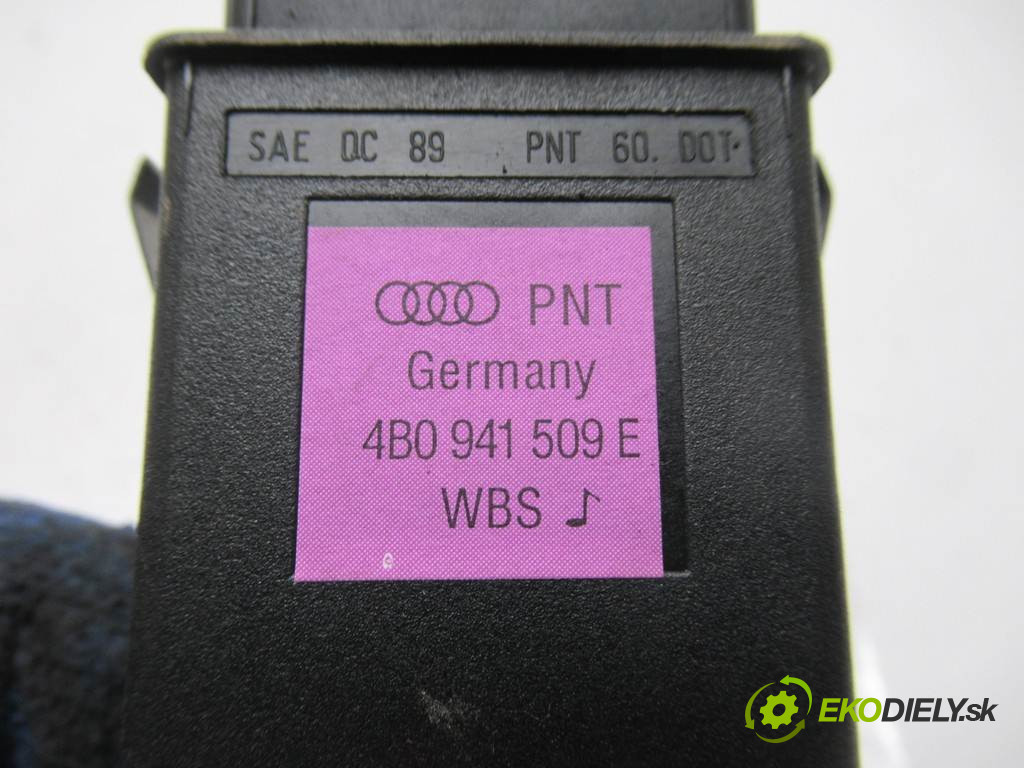 SAE QC 89 PNT 60. DOT.
PNT
Germany
4B0 941 509 E
WBS
EKODIELY.sk